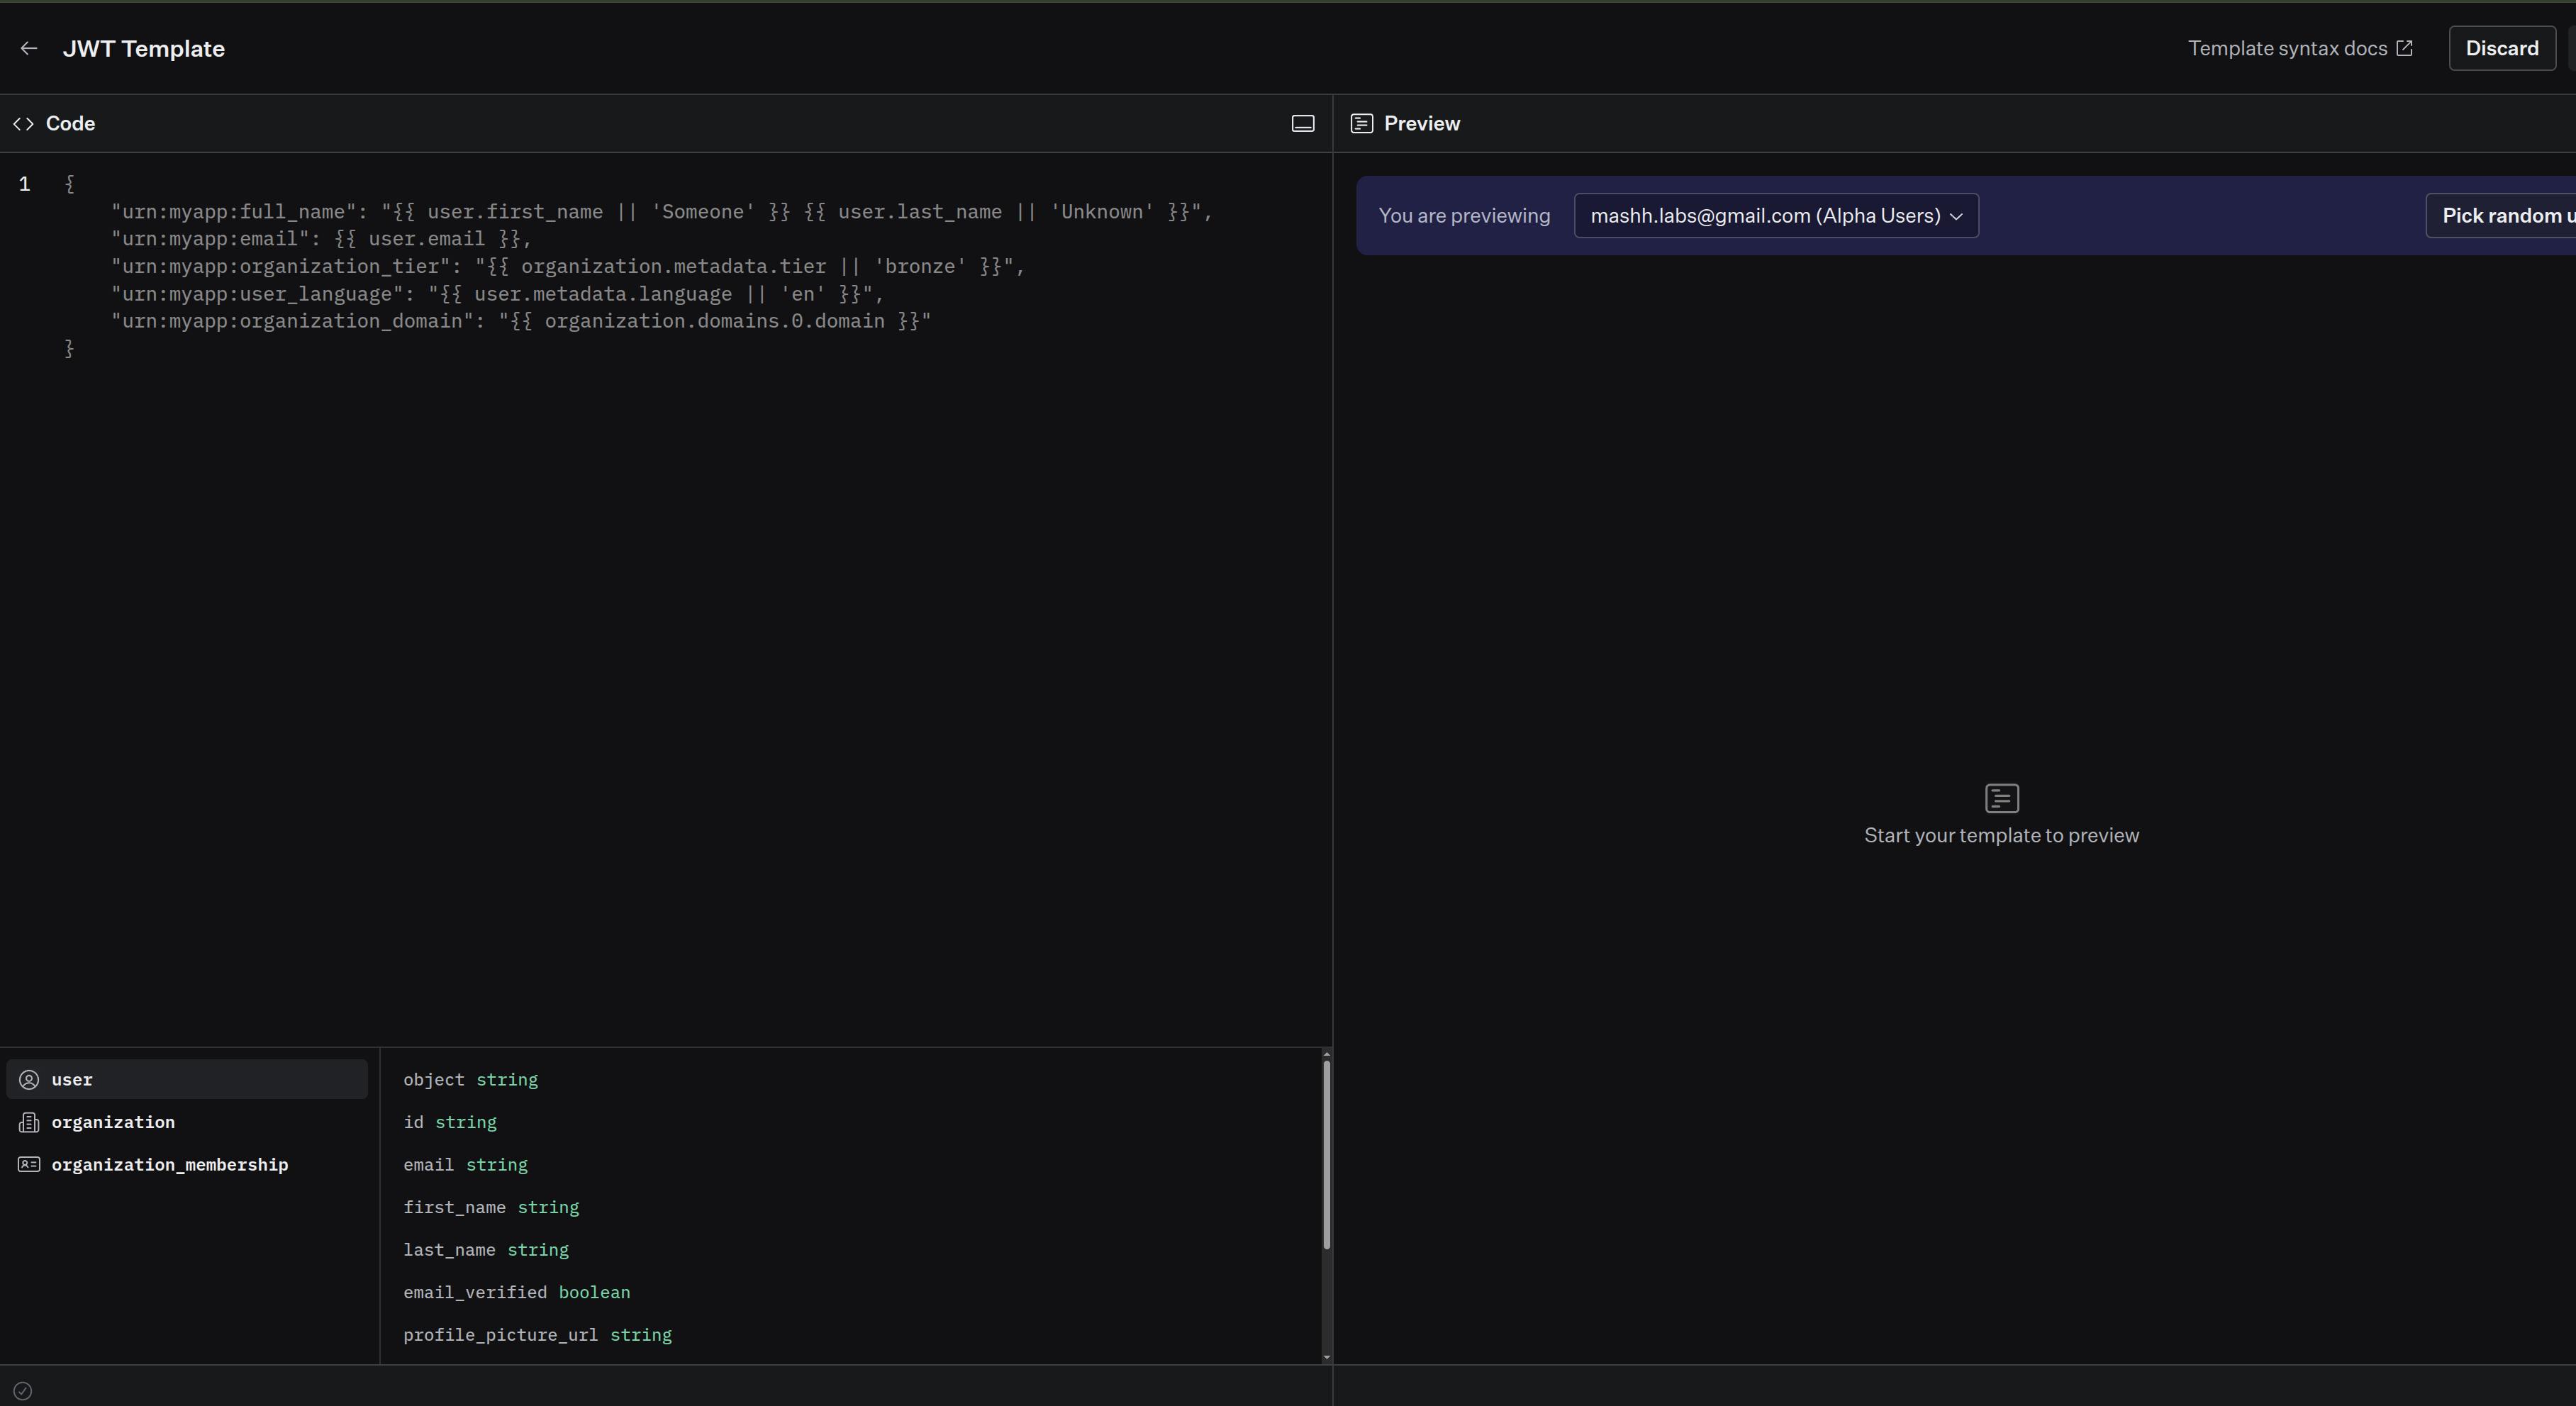 JWT Template
Template syntax docs
Discard
Code
Preview
1 {
"urn:myapp:full_name": "{{ user.first_name || 'Someone' }} {{ user.last_name || 'Unknown' }}",
"urn:myapp:email": {{ user.email }},
"urn:myapp:organization_tier": "{{ organization.metadata.tier || 'bronze' }}",
"urn:myapp:user_language": "{{ user.metadata.language || 'en' }}",
"urn:myapp:organization_domain": "{{ organization.domains.0.domain }}"
}
You are previewing
mashh.labs@gmail.com (Alpha Users)
Pick random u
Start your template to preview
user
organization
organization_membership
object string
id string
email string
first_name string
last_name string
email_verified boolean
profile_picture_url string